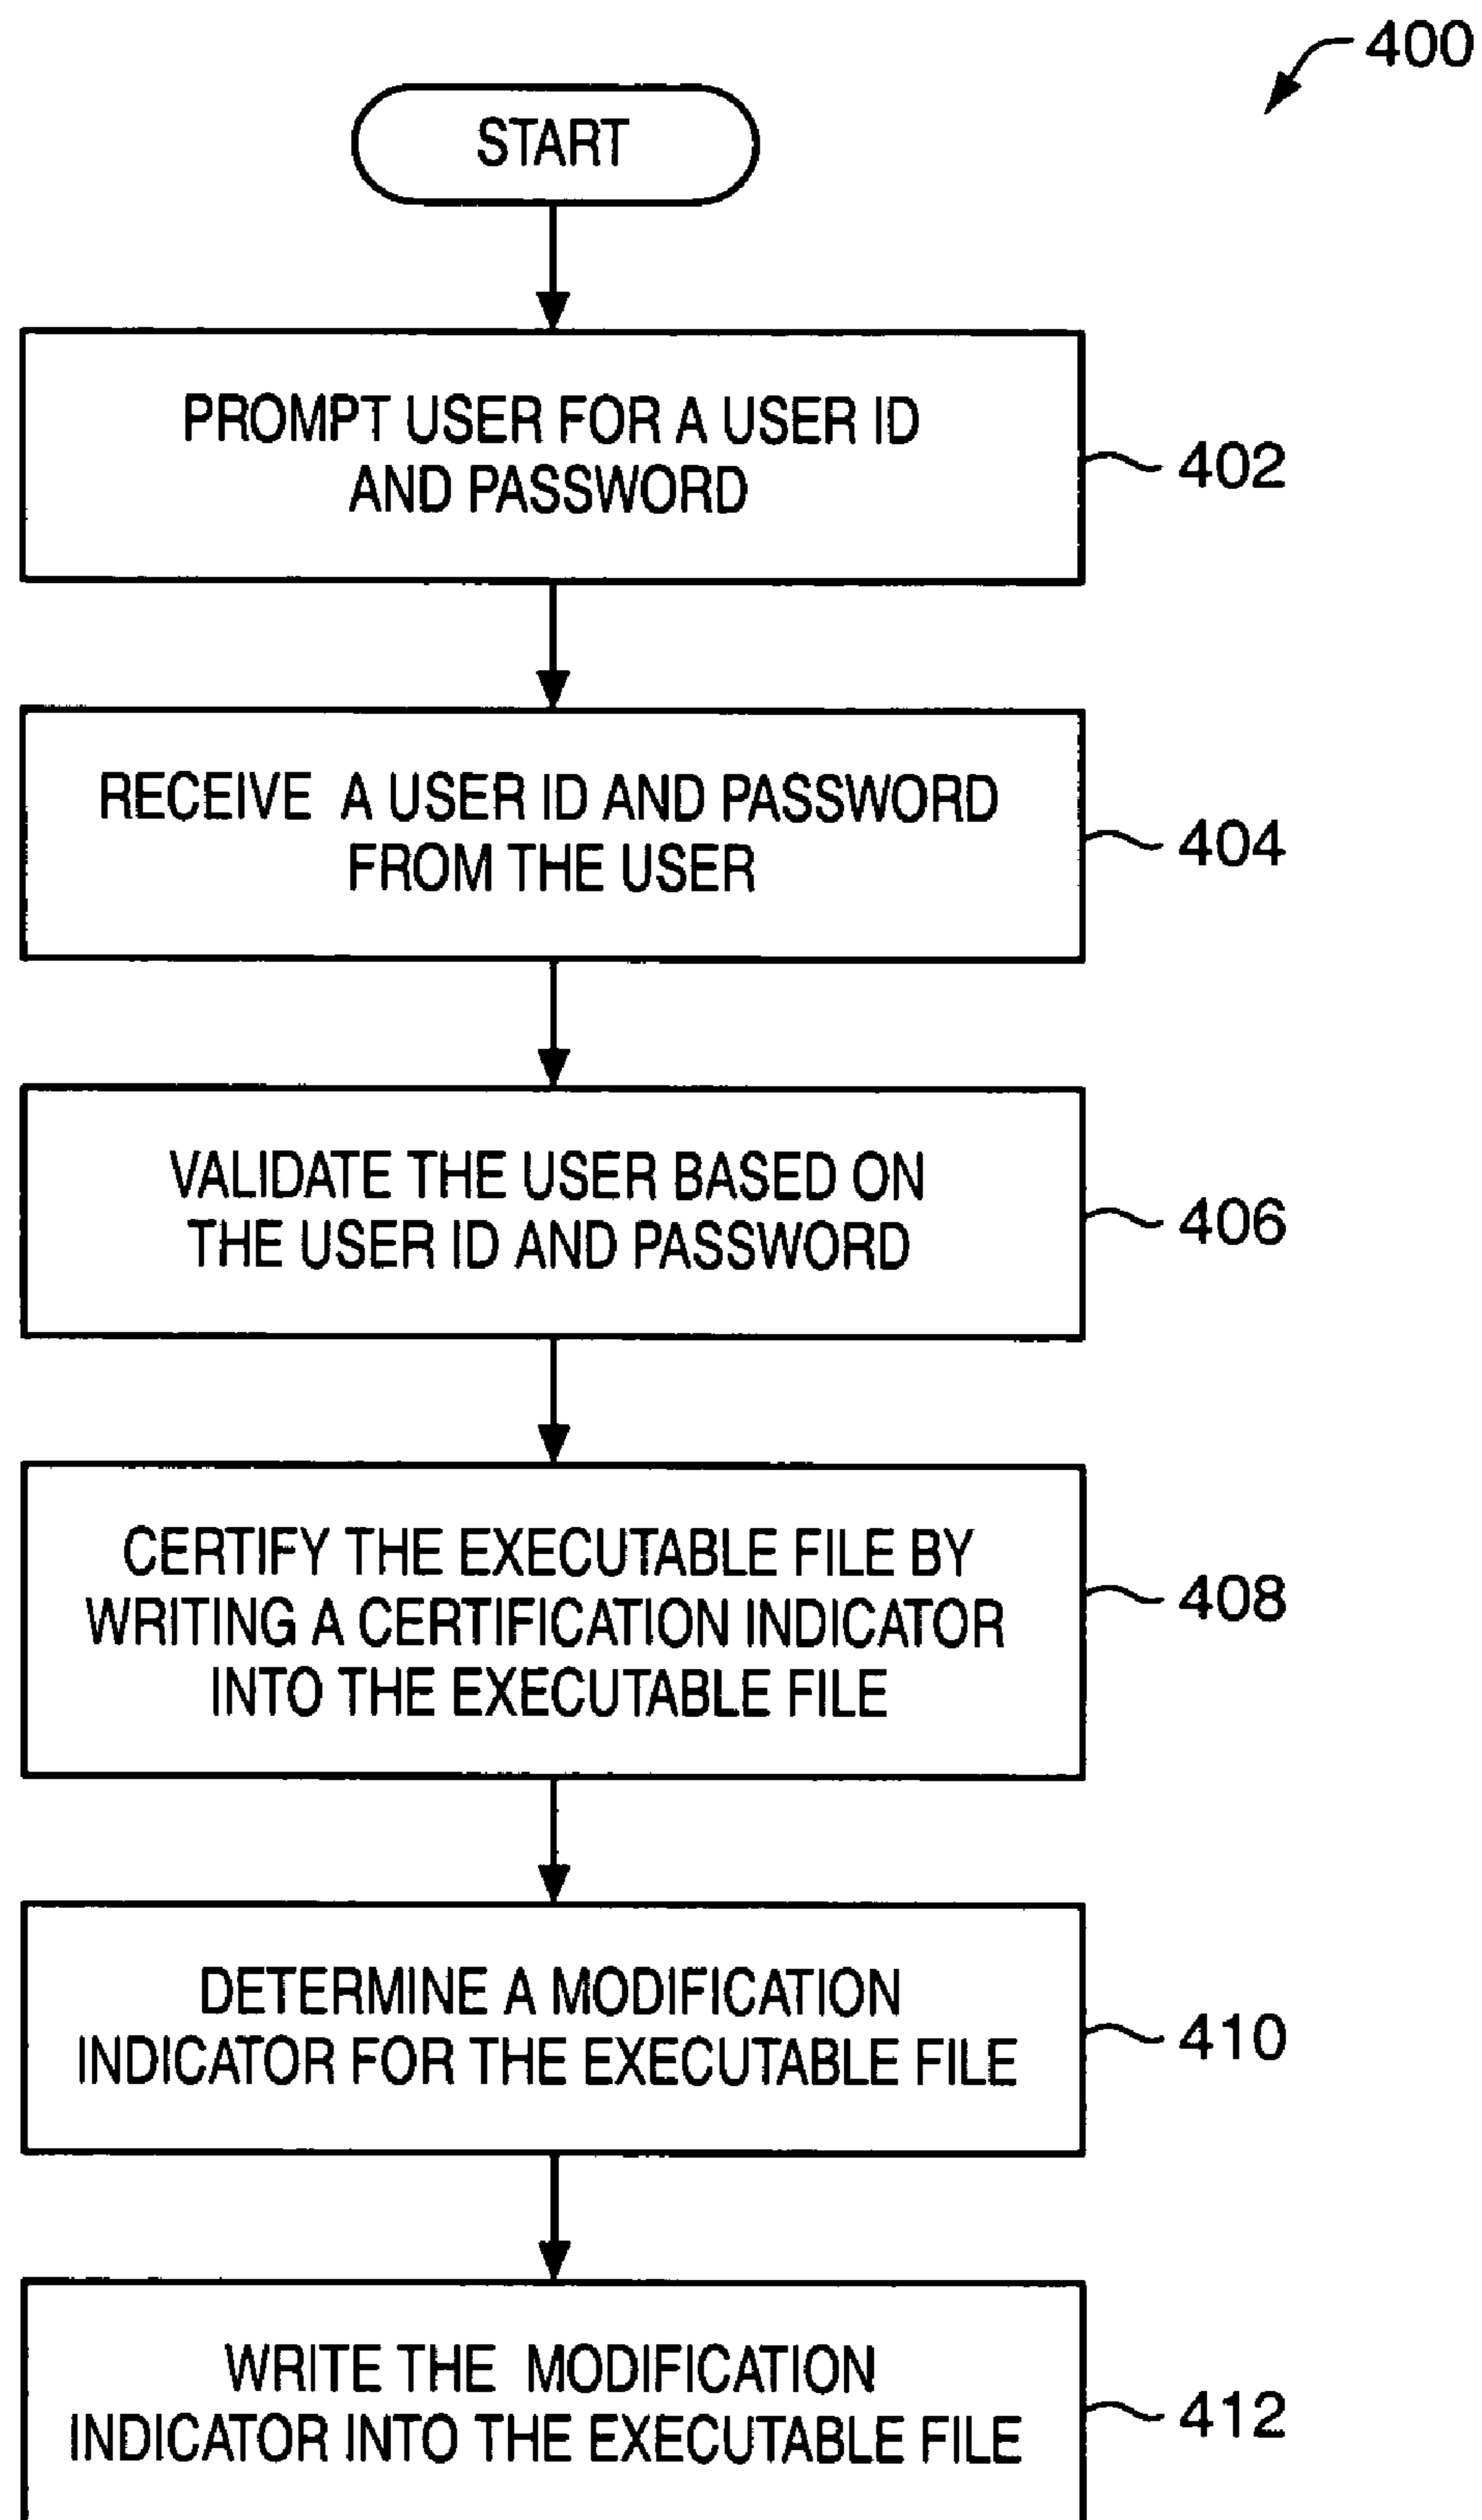 400
START
PROMPT USER FOR A USER ID
AND PASSWORD
402
RECEIVE A USER ID AND PASSWORD
FROM THE USER
404
VALIDATE THE USER BASED ON
THE USER ID AND PASSWORD
406
CERTIFY THE EXECUTABLE FILE BY
WRITING A CERTIFICATION INDICATOR
INTO THE EXECUTABLE FILE
408
DETERMINE A MODIFICATION
INDICATOR FOR THE EXECUTABLE FILE
410
WRITE THE MODIFICATION
INDICATOR INTO THE EXECUTABLE FILE
412